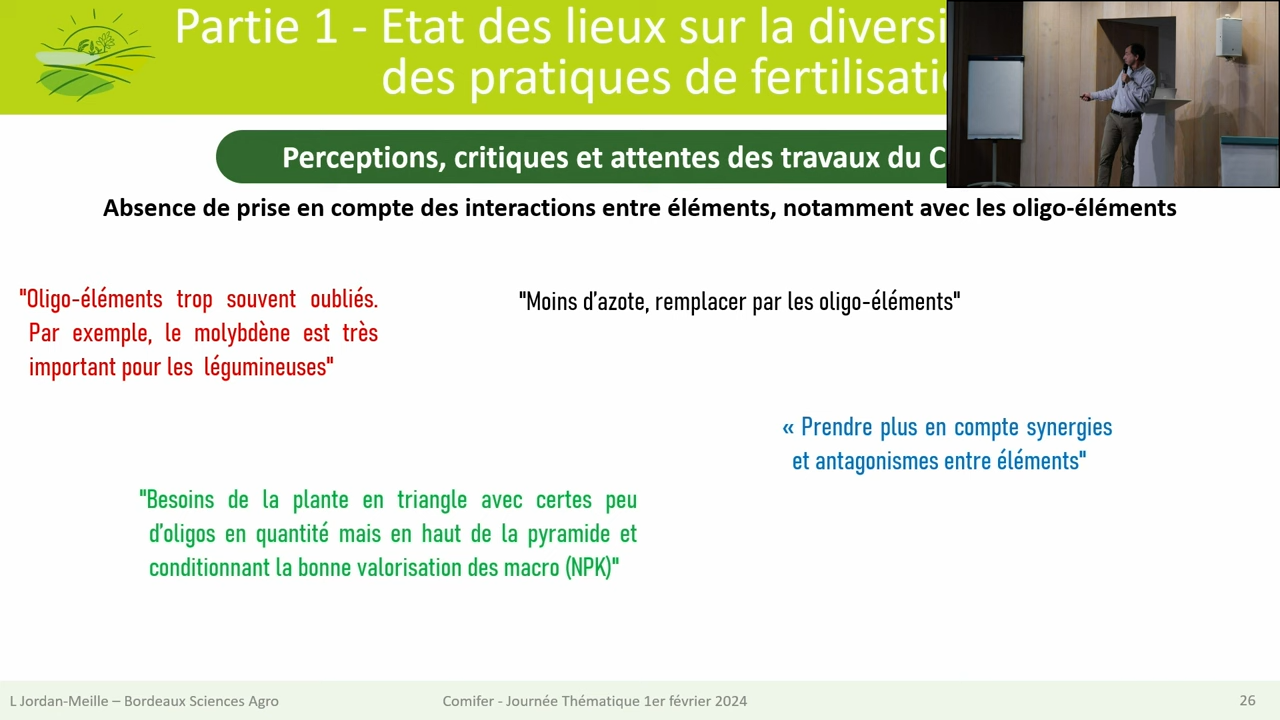 Partie 1 - Etat des lieux sur la
des pratiques de
Perceptions, critiques et attentes des travaux du
Absence de prise en compte des interactions entre éléments, notamment avec les oligo-éléments
"Oligo-éléments trop souvent oubliés.
Par exemple, le molybdène est très
important pour les légumineuses"
"Moins d'azote, remplacer par les oligo-éléments"
« Prendre plus en compte synergies
et antagonismes entre éléments"
"Besoins de la plante en triangle avec certes peu
d'oligos en quantité mais en haut de la pyramide et
conditionnant la bonne valorisation des macro (NPK)"
L Jordan-Meille – Bordeaux Sciences Agro
Comifer - Journée Thématique 1er février 2024
26